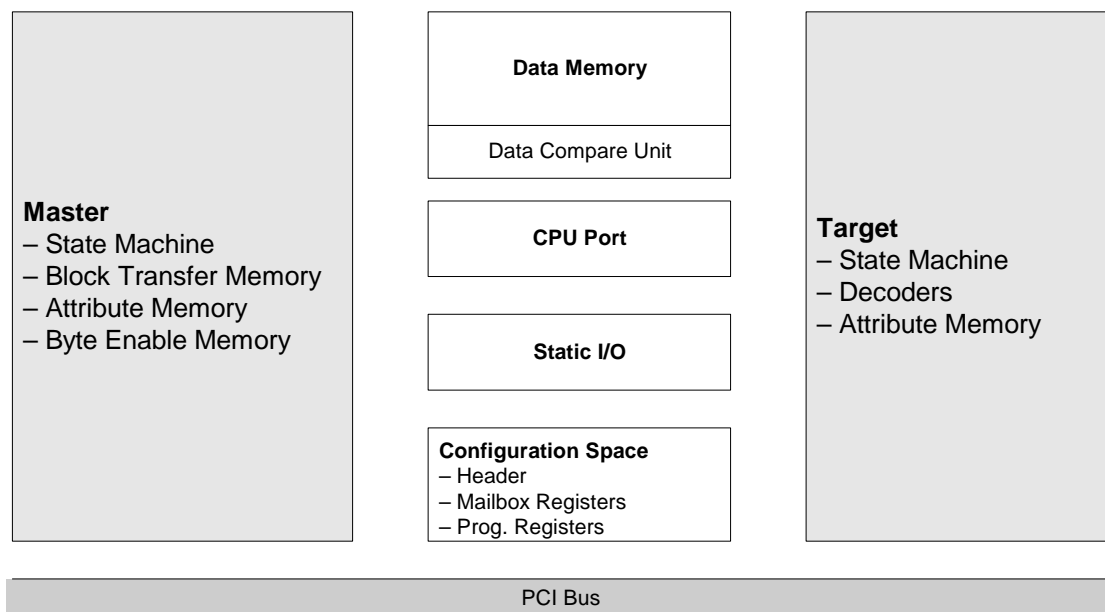 Master
– State Machine
– Block Transfer Memory
– Attribute Memory
– Byte Enable Memory
Data Memory
Data Compare Unit
CPU Port
Static I/O
Configuration Space
– Header
– Mailbox Registers
– Prog. Registers
Target
– State Machine
– Decoders
– Attribute Memory
PCI Bus